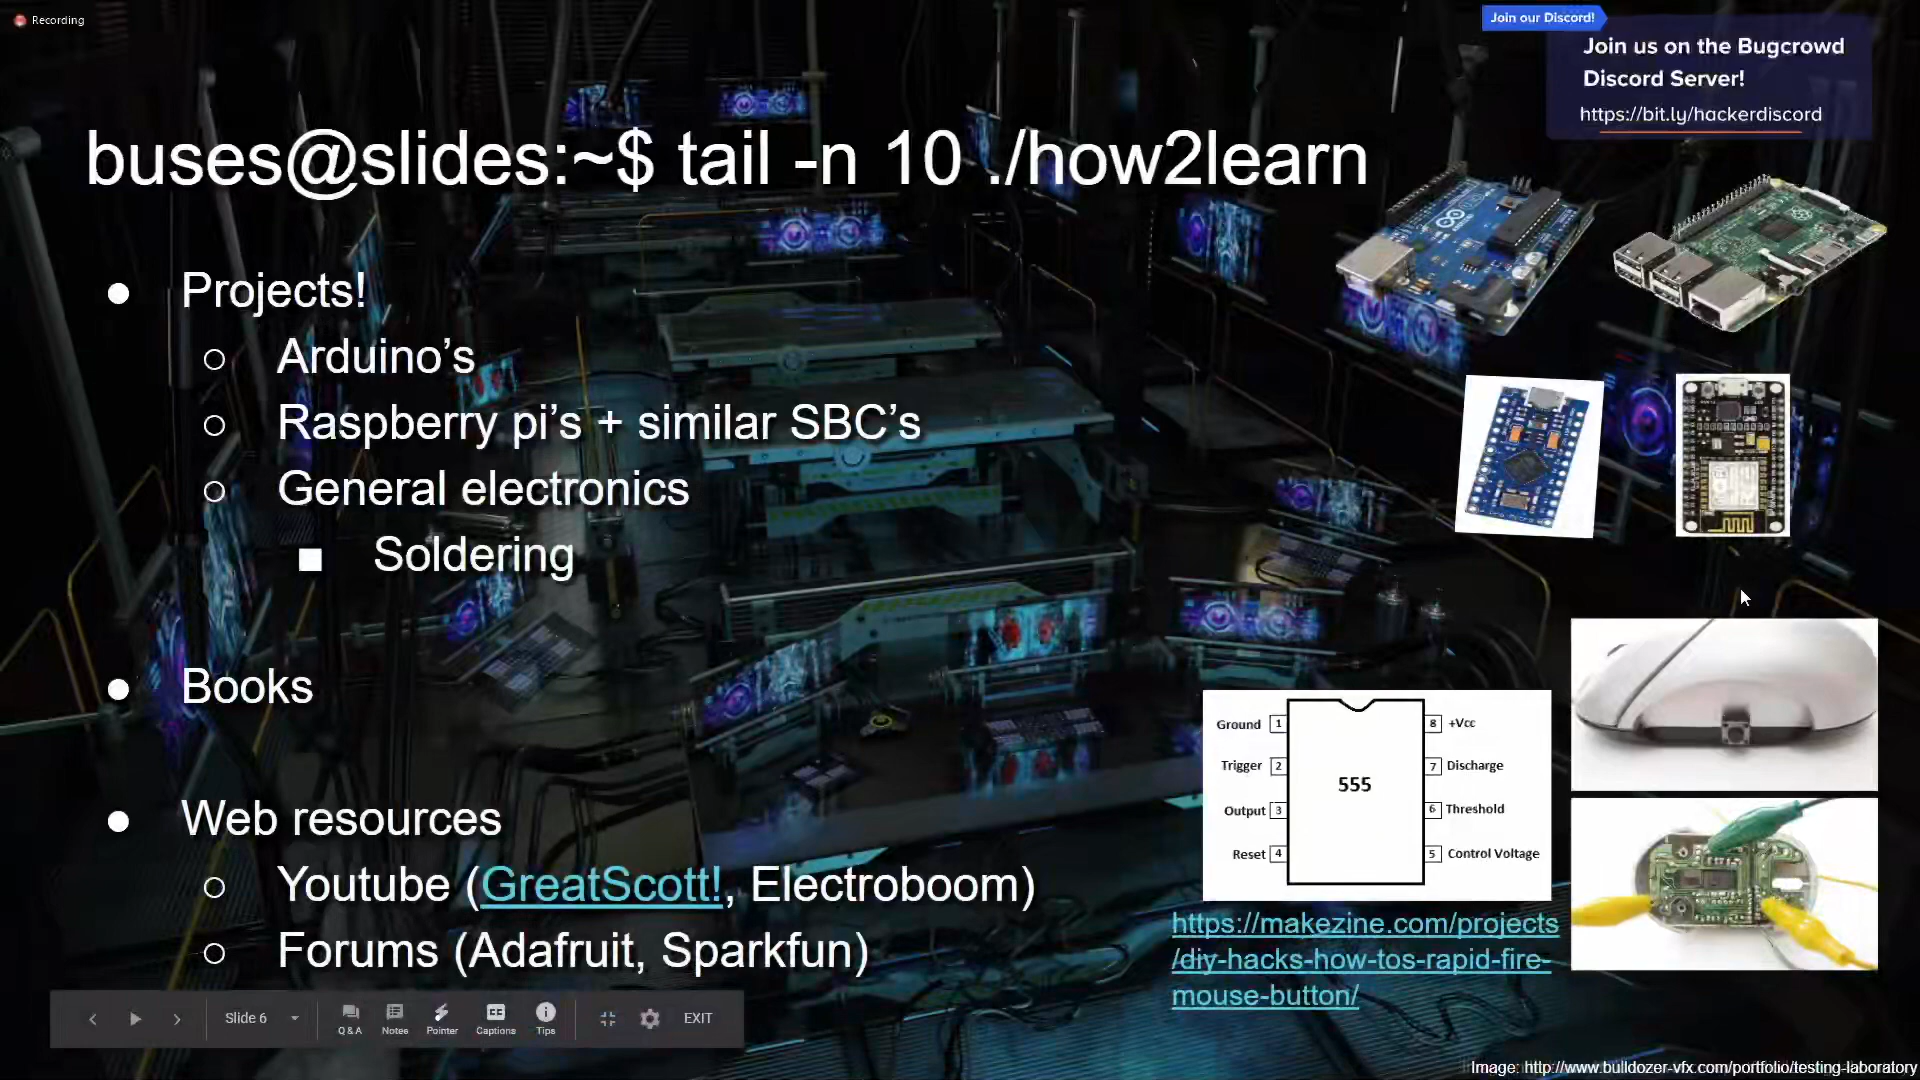 Recording
Join our Discord!
Join us on the Bugcrowd
Discord Server!
https://bit.ly/hackerdiscord
buses@slides:~$ tail -n 10 ./how2learn
● Projects!
○ Arduino’s
○ Raspberry pi’s + similar SBC’s
○ General electronics
■ Soldering
● Books
● Web resources
○ Youtube (GreatScott!, Electroboom)
○ Forums (Adafruit, Sparkfun)
Ground 1
Trigger 2
Output 3
Reset 4
555
8 +Vcc
7 Discharge
6 Threshold
5 Control Voltage
https://makezine.com/projects
/diy-hacks-how-tos-rapid-fire-
mouse-button/
Slide 6
Q & A
Notes
Pointer
Captions
Tips
EXIT
Image: http://www.bulldozer-vfx.com/portfolio/testing-laboratory